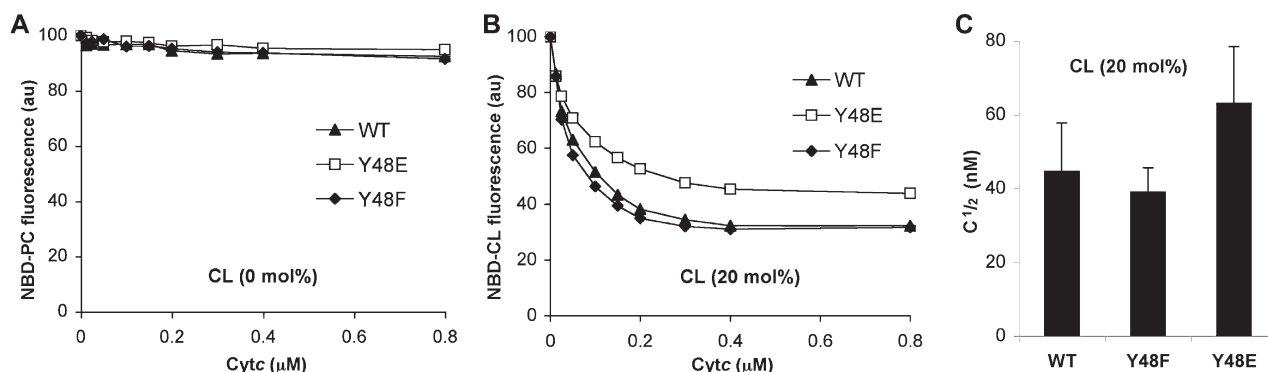 A
NBD-PC fluorescence (au)
100
80
60
40
20
0
WT
Y48E
Y48F
CL (0 mol%)
0
0.2
0.4
0.6
0.8
Cytc (μM)
B
NBD-CL fluorescence (au)
100
80
60
40
20
0
WT
Y48E
Y48F
CL (20 mol%)
0
0.2
0.4
0.6
0.8
Cytc (μM)
C
C ¹/₂ (nM)
80
60
40
20
0
CL (20 mol%)
WT
Y48F
Y48E